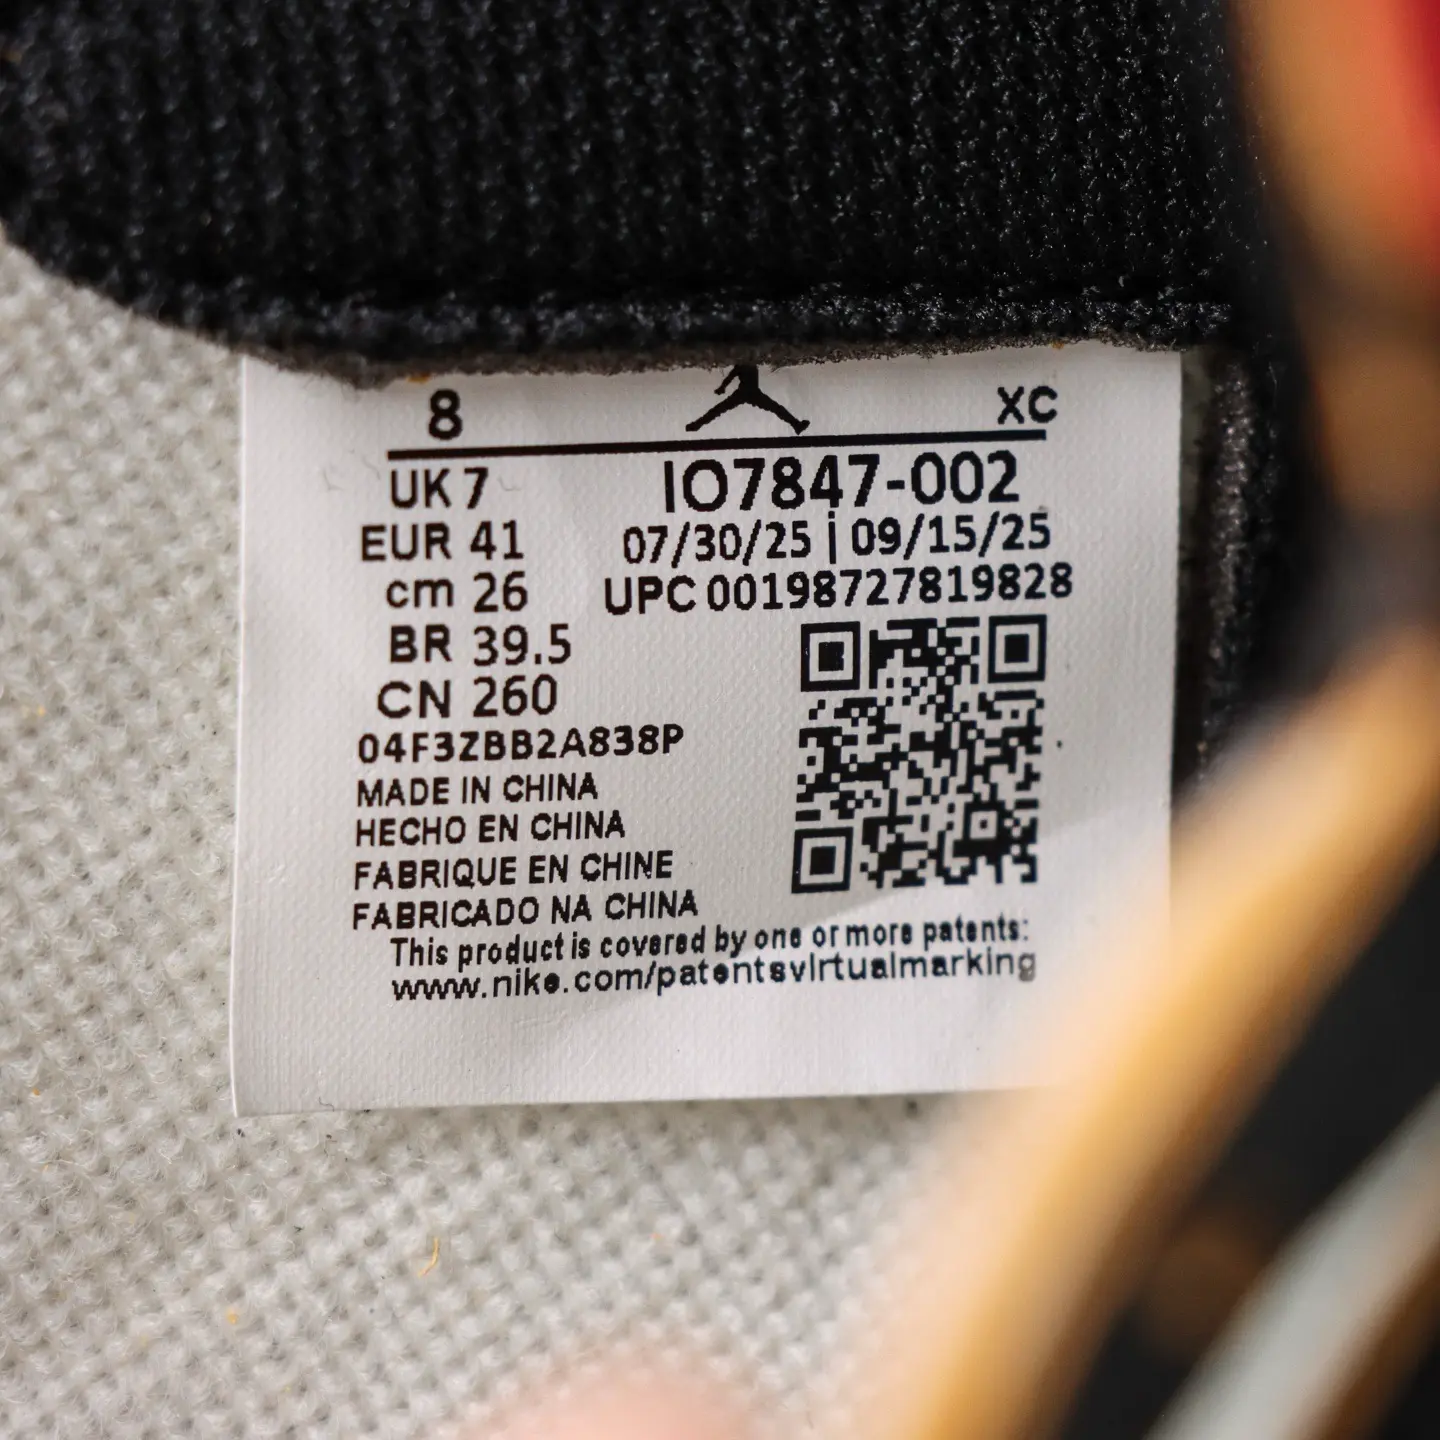 8 XC
UK 7 IO7847-002
EUR 41 07/30/25 | 09/15/25
cm 26 UPC 00198727819828
BR 39.5
CN 260
04F3ZBB2A838P
MADE IN CHINA
HECHO EN CHINA
FABRIQUE EN CHINE
FABRICADO NA CHINA
This product is covered by one or more patents:
www.nike.com/patentsvirtualmarking